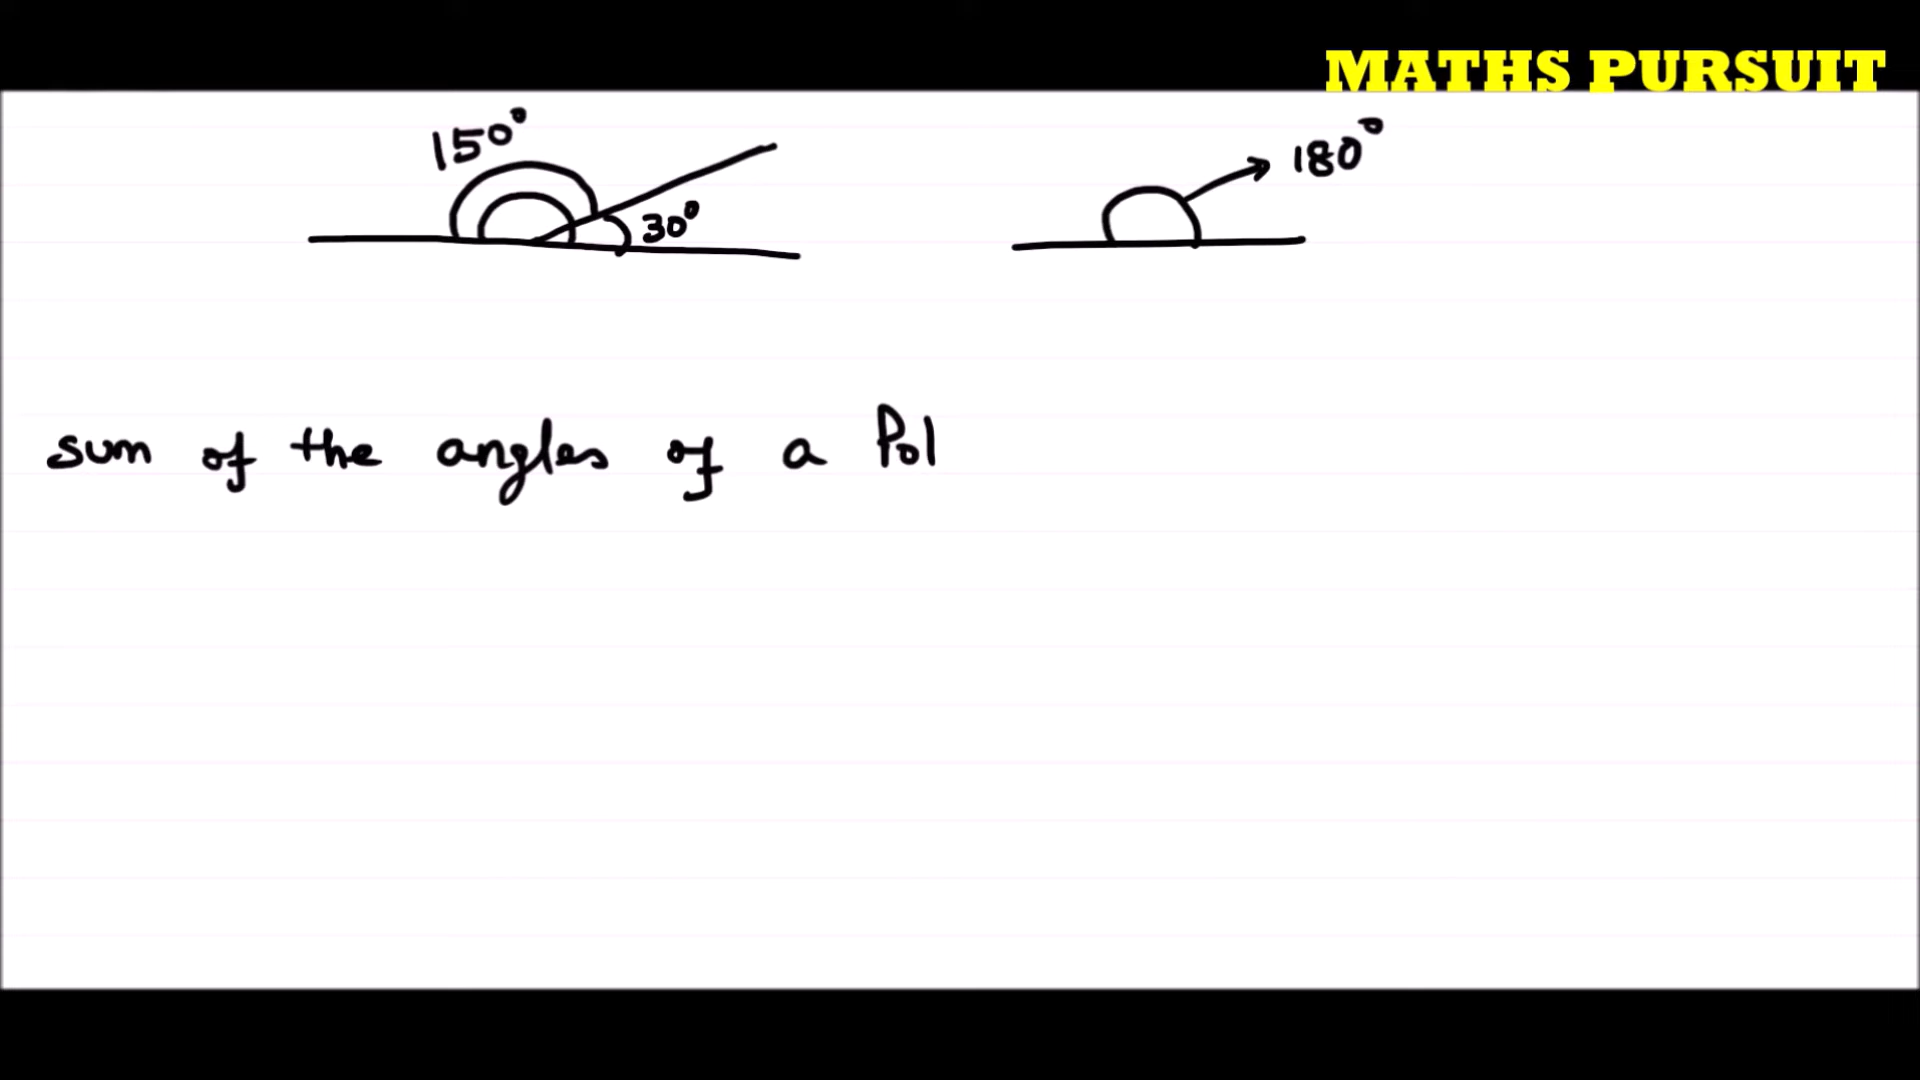 MATHS PURSUIT
150°
30°
180°
sum of the angles of a Pol